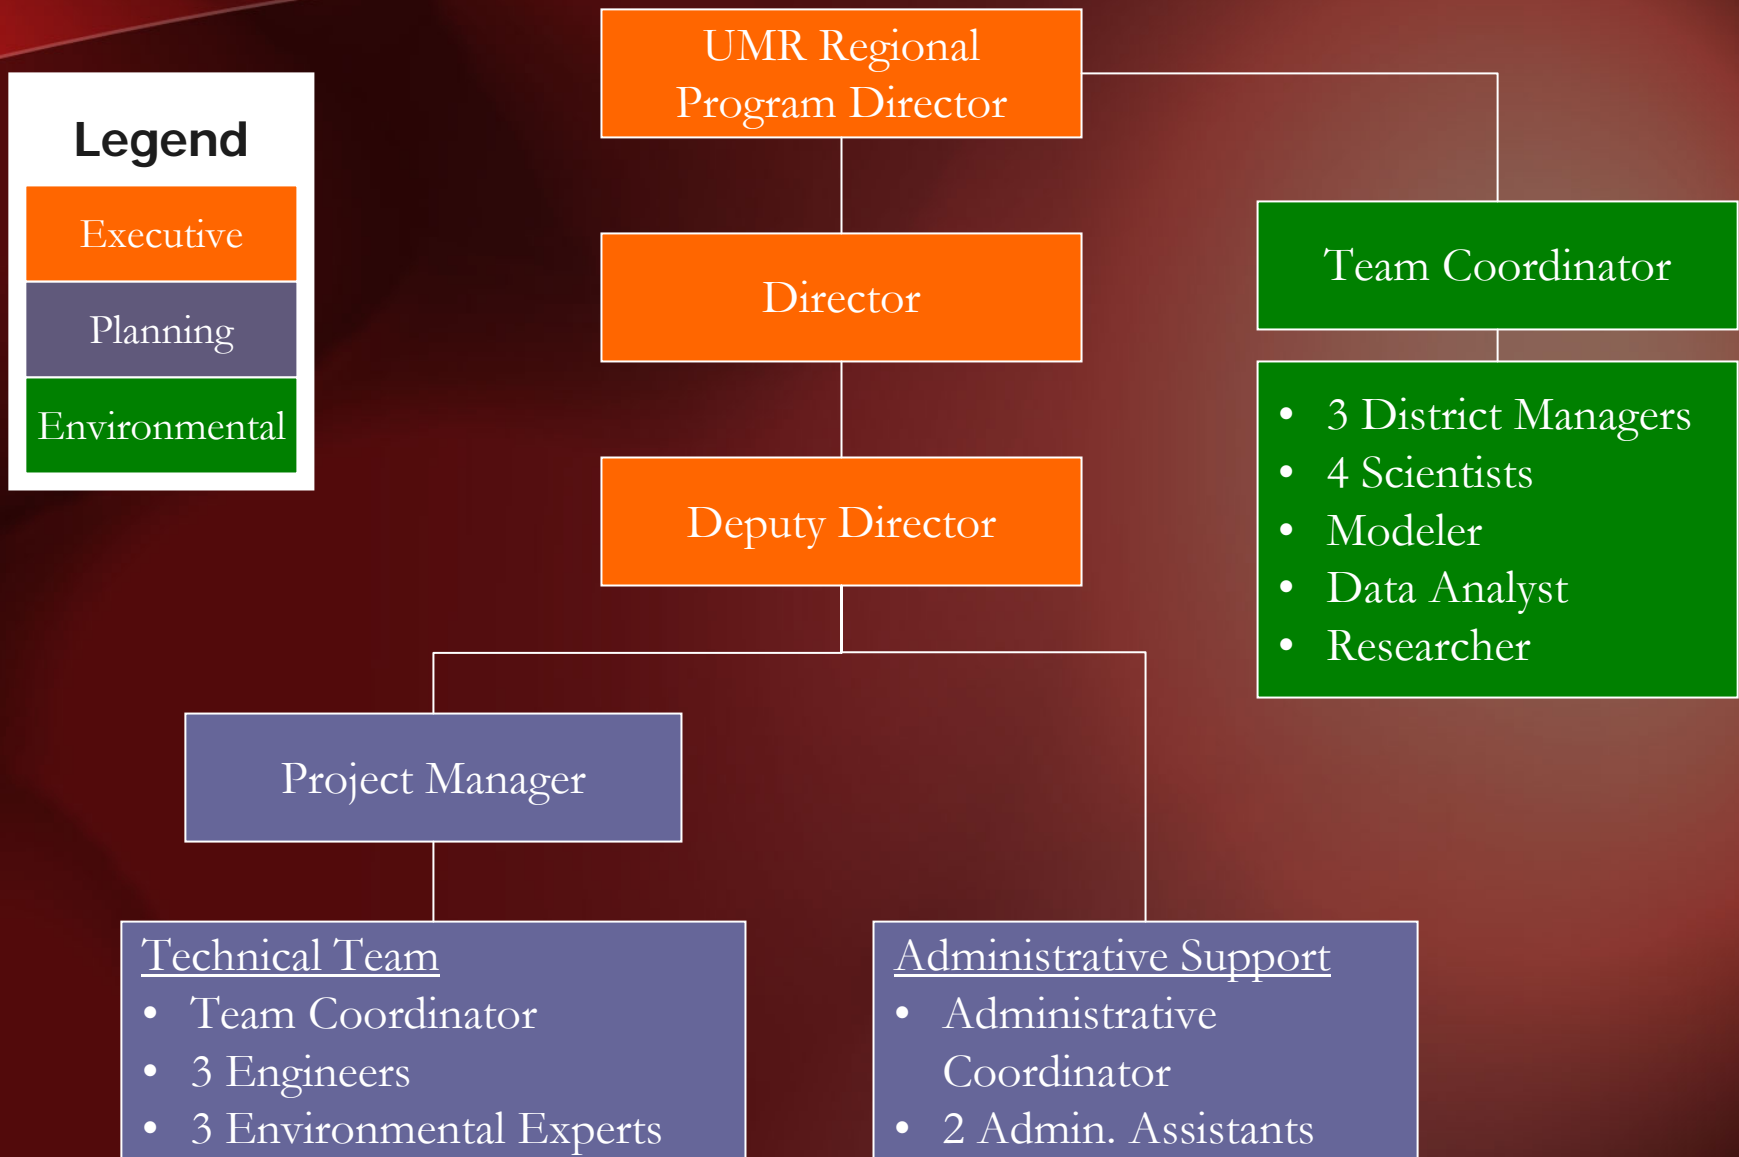 UMR Regional
Program Director
Legend
Executive
Planning
Environmental
Director
Team Coordinator
Deputy Director
• 3 District Managers
• 4 Scientists
• Modeler
• Data Analyst
• Researcher
Project Manager
Technical Team
• Team Coordinator
• 3 Engineers
• 3 Environmental Experts
Administrative Support
• Administrative
Coordinator
• 2 Admin. Assistants